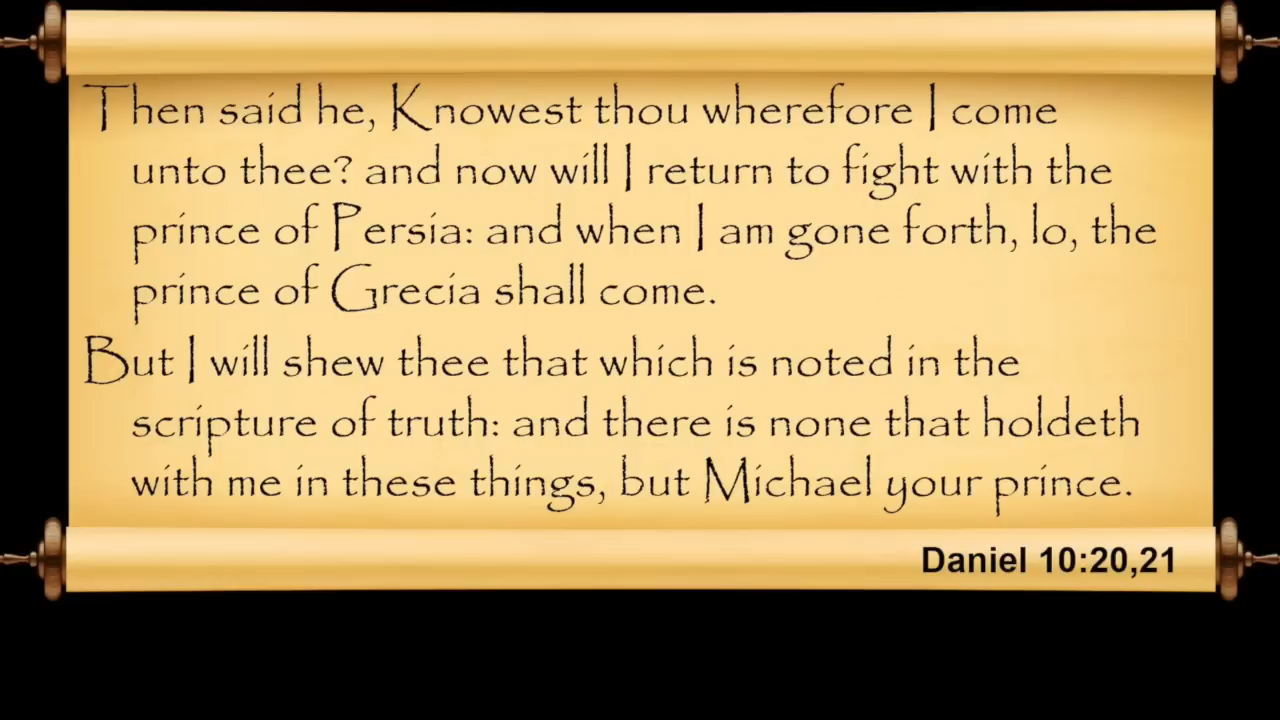 Then said he, Knowest thou wherefore I come
unto thee? and now will I return to fight with the
prince of Persia: and when I am gone forth, lo, the
prince of Grecia shall come.
But I will shew thee that which is noted in the
scripture of truth: and there is none that holdeth
with me in these things, but Michael your prince.
Daniel 10:20,21